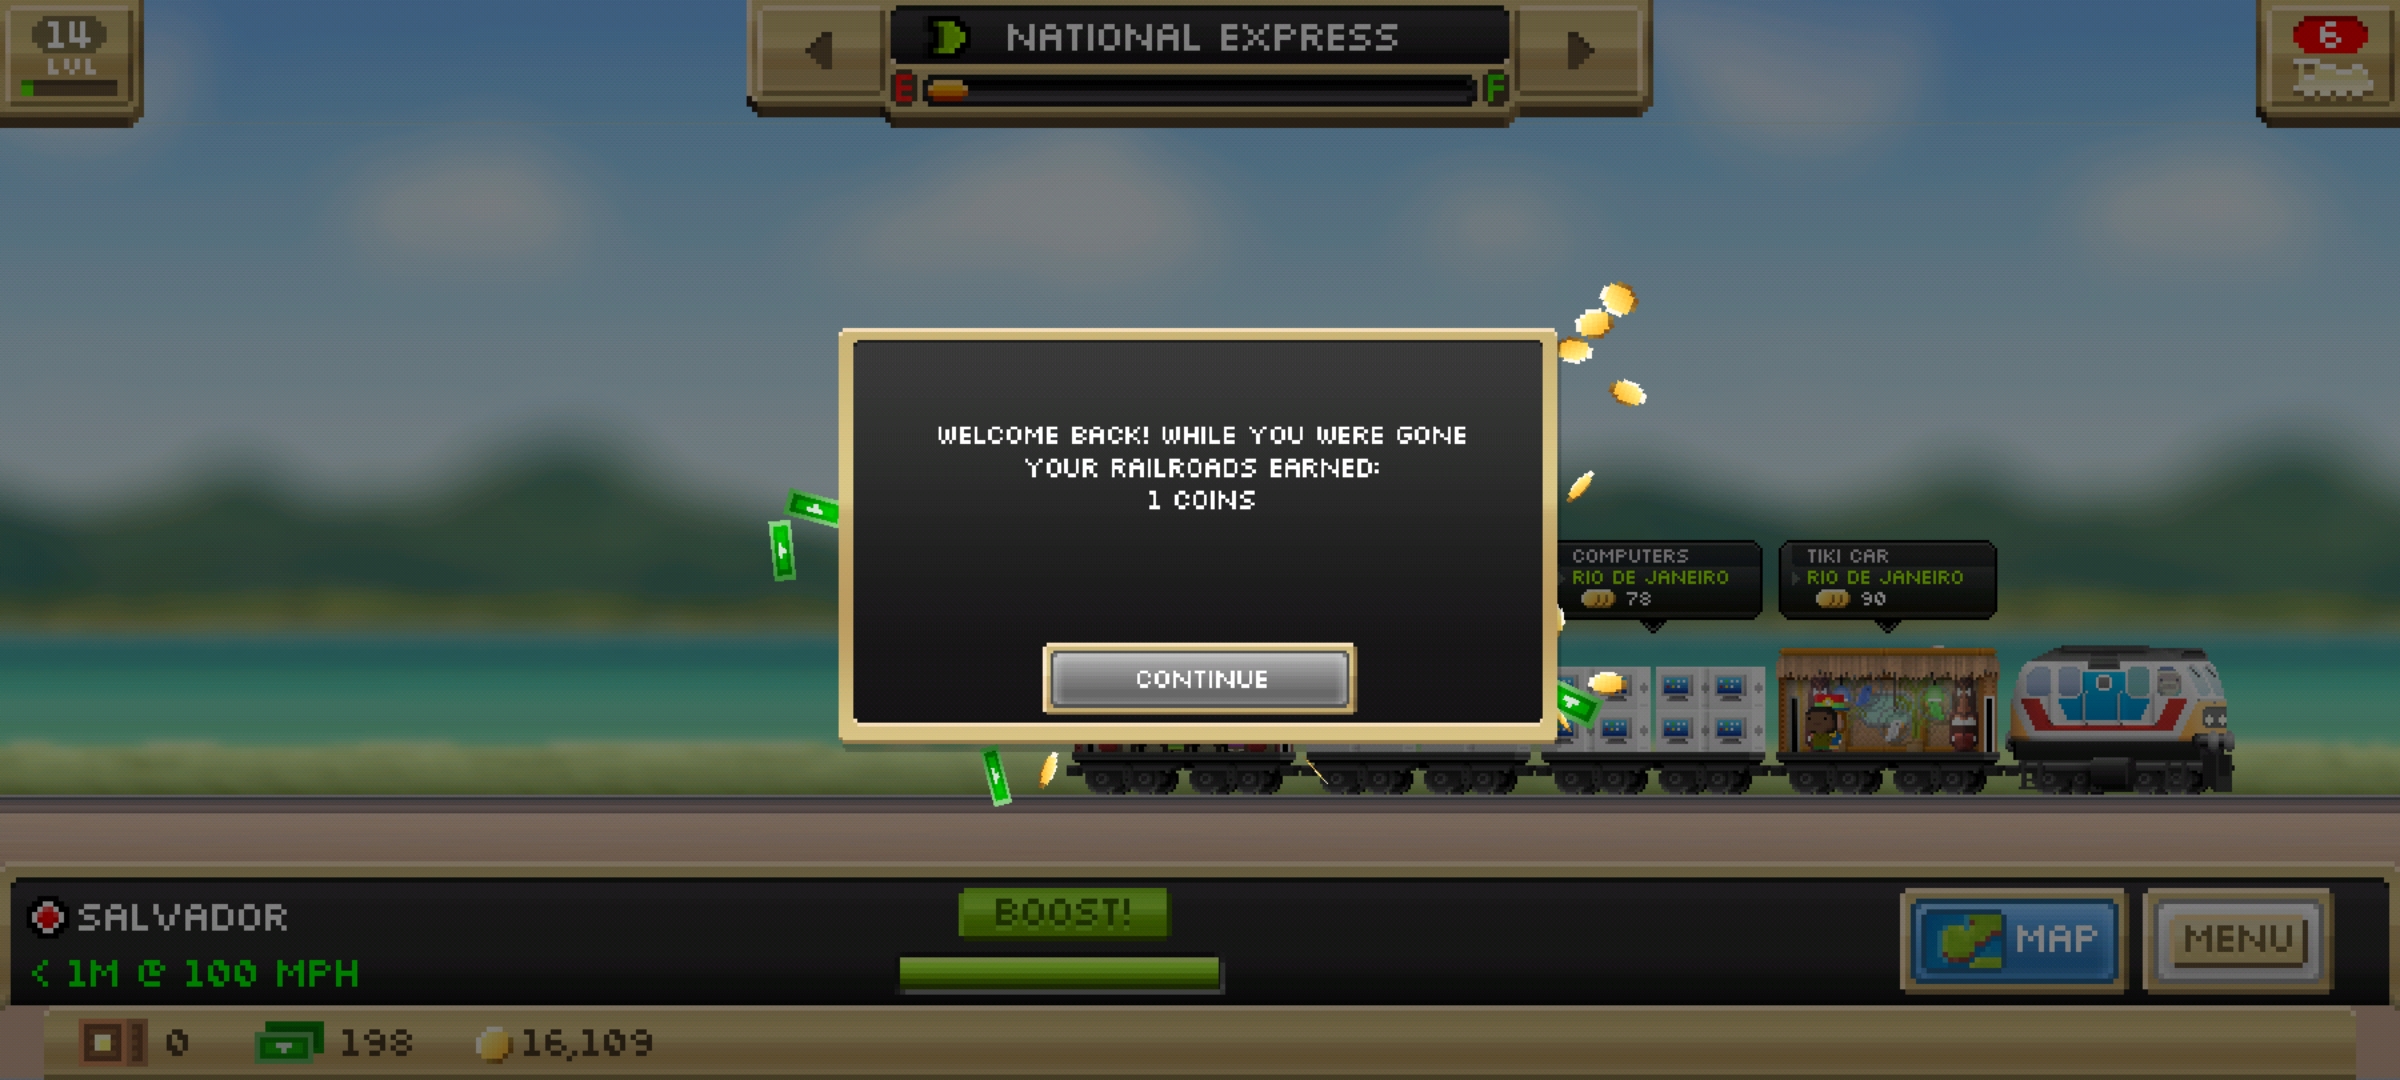 14
LVL
NATIONAL EXPRESS
E F
6
WELCOME BACK! WHILE YOU WERE GONE
YOUR RAILROADS EARNED:
1 COINS
CONTINUE
COMPUTERS
RIO DE JANEIRO
78
TIKI CAR
RIO DE JANEIRO
90
SALVADOR
< 1M @ 100 MPH
BOOST!
MAP
MENU
0
198
16,109